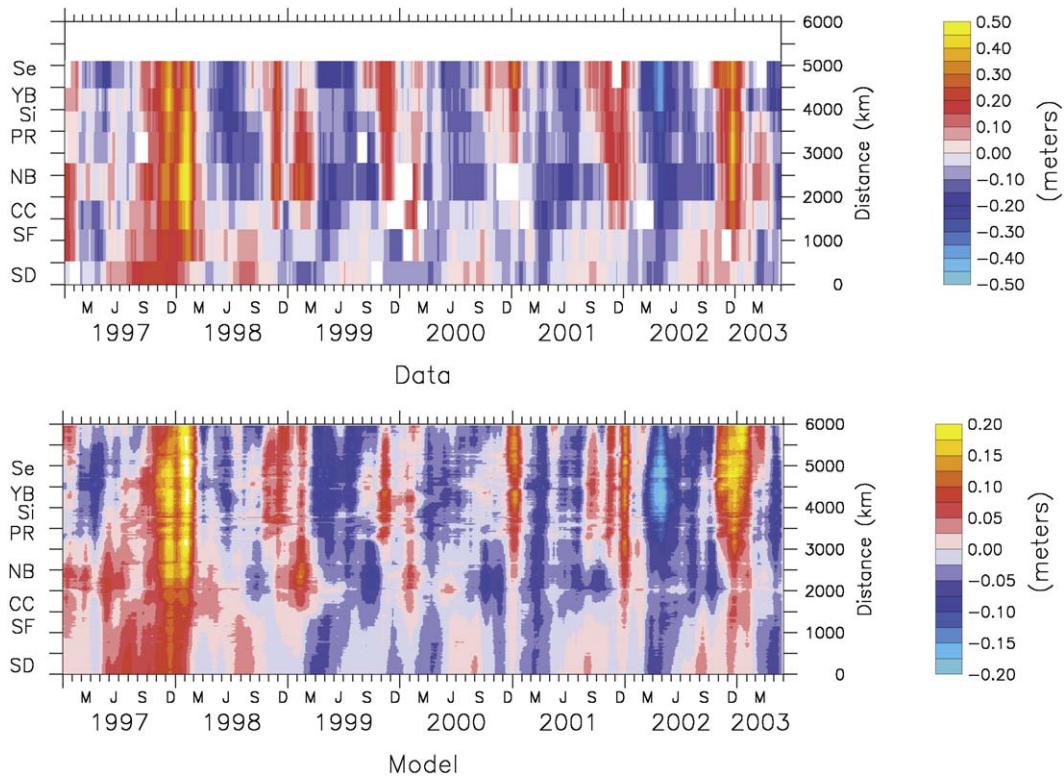 6000
Se 5000
YB
Si 4000
PR
3000
NB
2000
CC
SF 1000
SD 0
Distance (km)
0.50
0.40
0.30
0.20
0.10
0.00
−0.10
−0.20
−0.30
−0.40
−0.50
(meters)
M J S D M J S D M J S D M J S D M J S D M J S D M
1997 1998 1999 2000 2001 2002 2003
Data
6000
Se 5000
YB
Si 4000
PR
3000
NB
2000
CC
SF 1000
SD 0
Distance (km)
0.20
0.15
0.10
0.05
0.00
−0.05
−0.10
−0.15
−0.20
(meters)
M J S D M J S D M J S D M J S D M J S D M J S D M
1997 1998 1999 2000 2001 2002 2003
Model